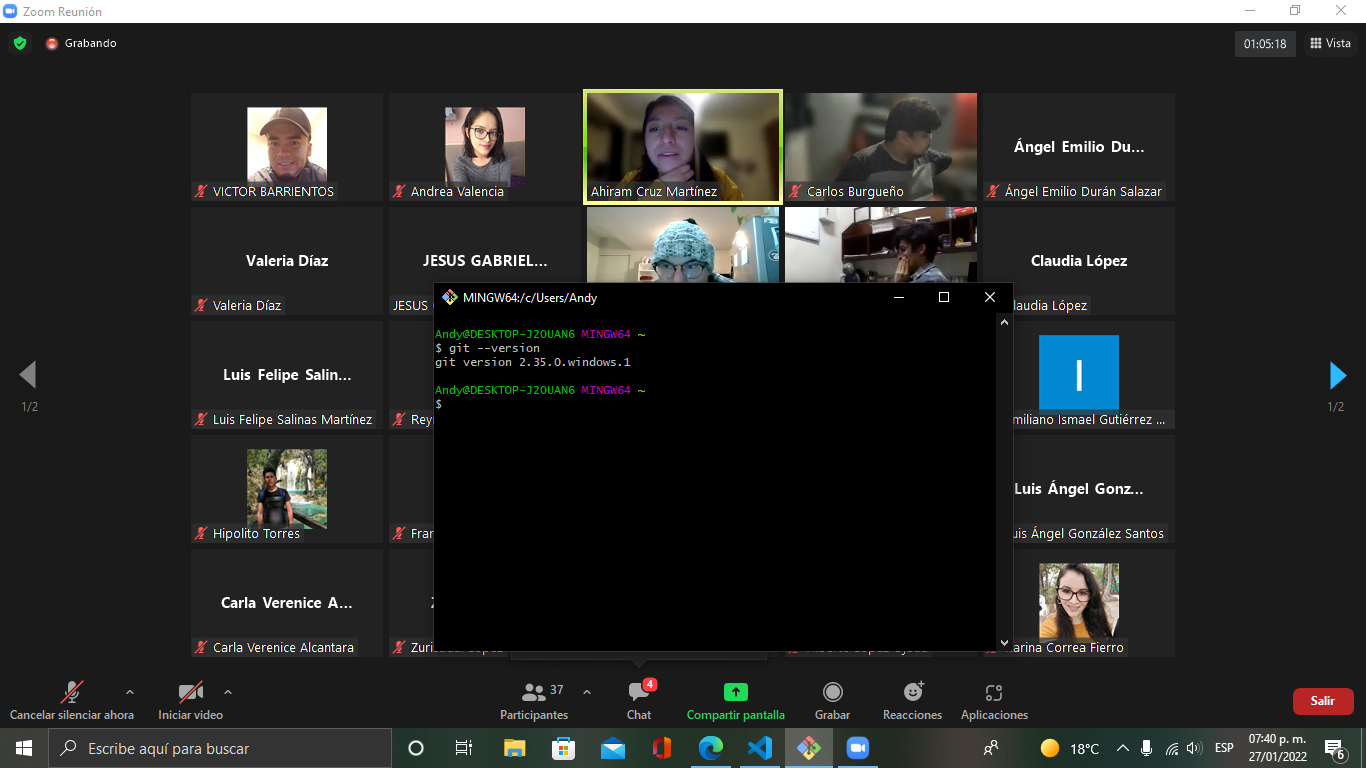 Zoom Reunión
Grabando
01:05:18
Vista
VICTOR BARRIENTOS
Andrea Valencia
Ahiram Cruz Martínez
Carlos Burgueño
Ángel Emilio Du...
Ángel Emilio Durán Salazar
Valeria Díaz
Valeria Díaz
JESUS GABRIEL...
JESUS
Claudia López
laudia López
MINGW64:/c/Users/Andy
Andy@DESKTOP-J2OUAN6 MINGW64 ~
$ git --version
git version 2.35.0.windows.1
Andy@DESKTOP-J2OUAN6 MINGW64 ~
$
Luis Felipe Salin...
Luis Felipe Salinas Martínez
Rey
I
miliano Ismael Gutiérrez ...
1/2
1/2
Hipolito Torres
Fran
Luis Ángel Gonz...
uis Ángel González Santos
Carla Verenice A...
Carla Verenice Alcantara
Z
arina Correa Fierro
Cancelar silenciar ahora
Iniciar video
37
Participantes
4
Chat
Compartir pantalla
Grabar
Reacciones
Aplicaciones
Salir
Escribe aquí para buscar
18°C
ESP
07:40 p. m.
27/01/2022
6